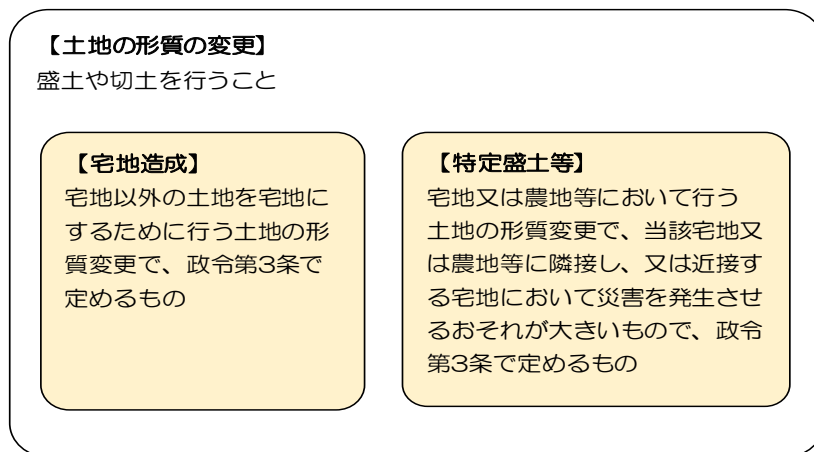 【土地の形質の変更】
盛土や切土を行うこと
【宅地造成】
宅地以外の土地を宅地に
するために行う土地の形
質変更で、政令第3条で
定めるもの
【特定盛土等】
宅地又は農地等において行う
土地の形質変更で、当該宅地又
は農地等に隣接し、又は近接す
る宅地において災害を発生させ
るおそれが大きいもので、政令
第3条で定めるもの